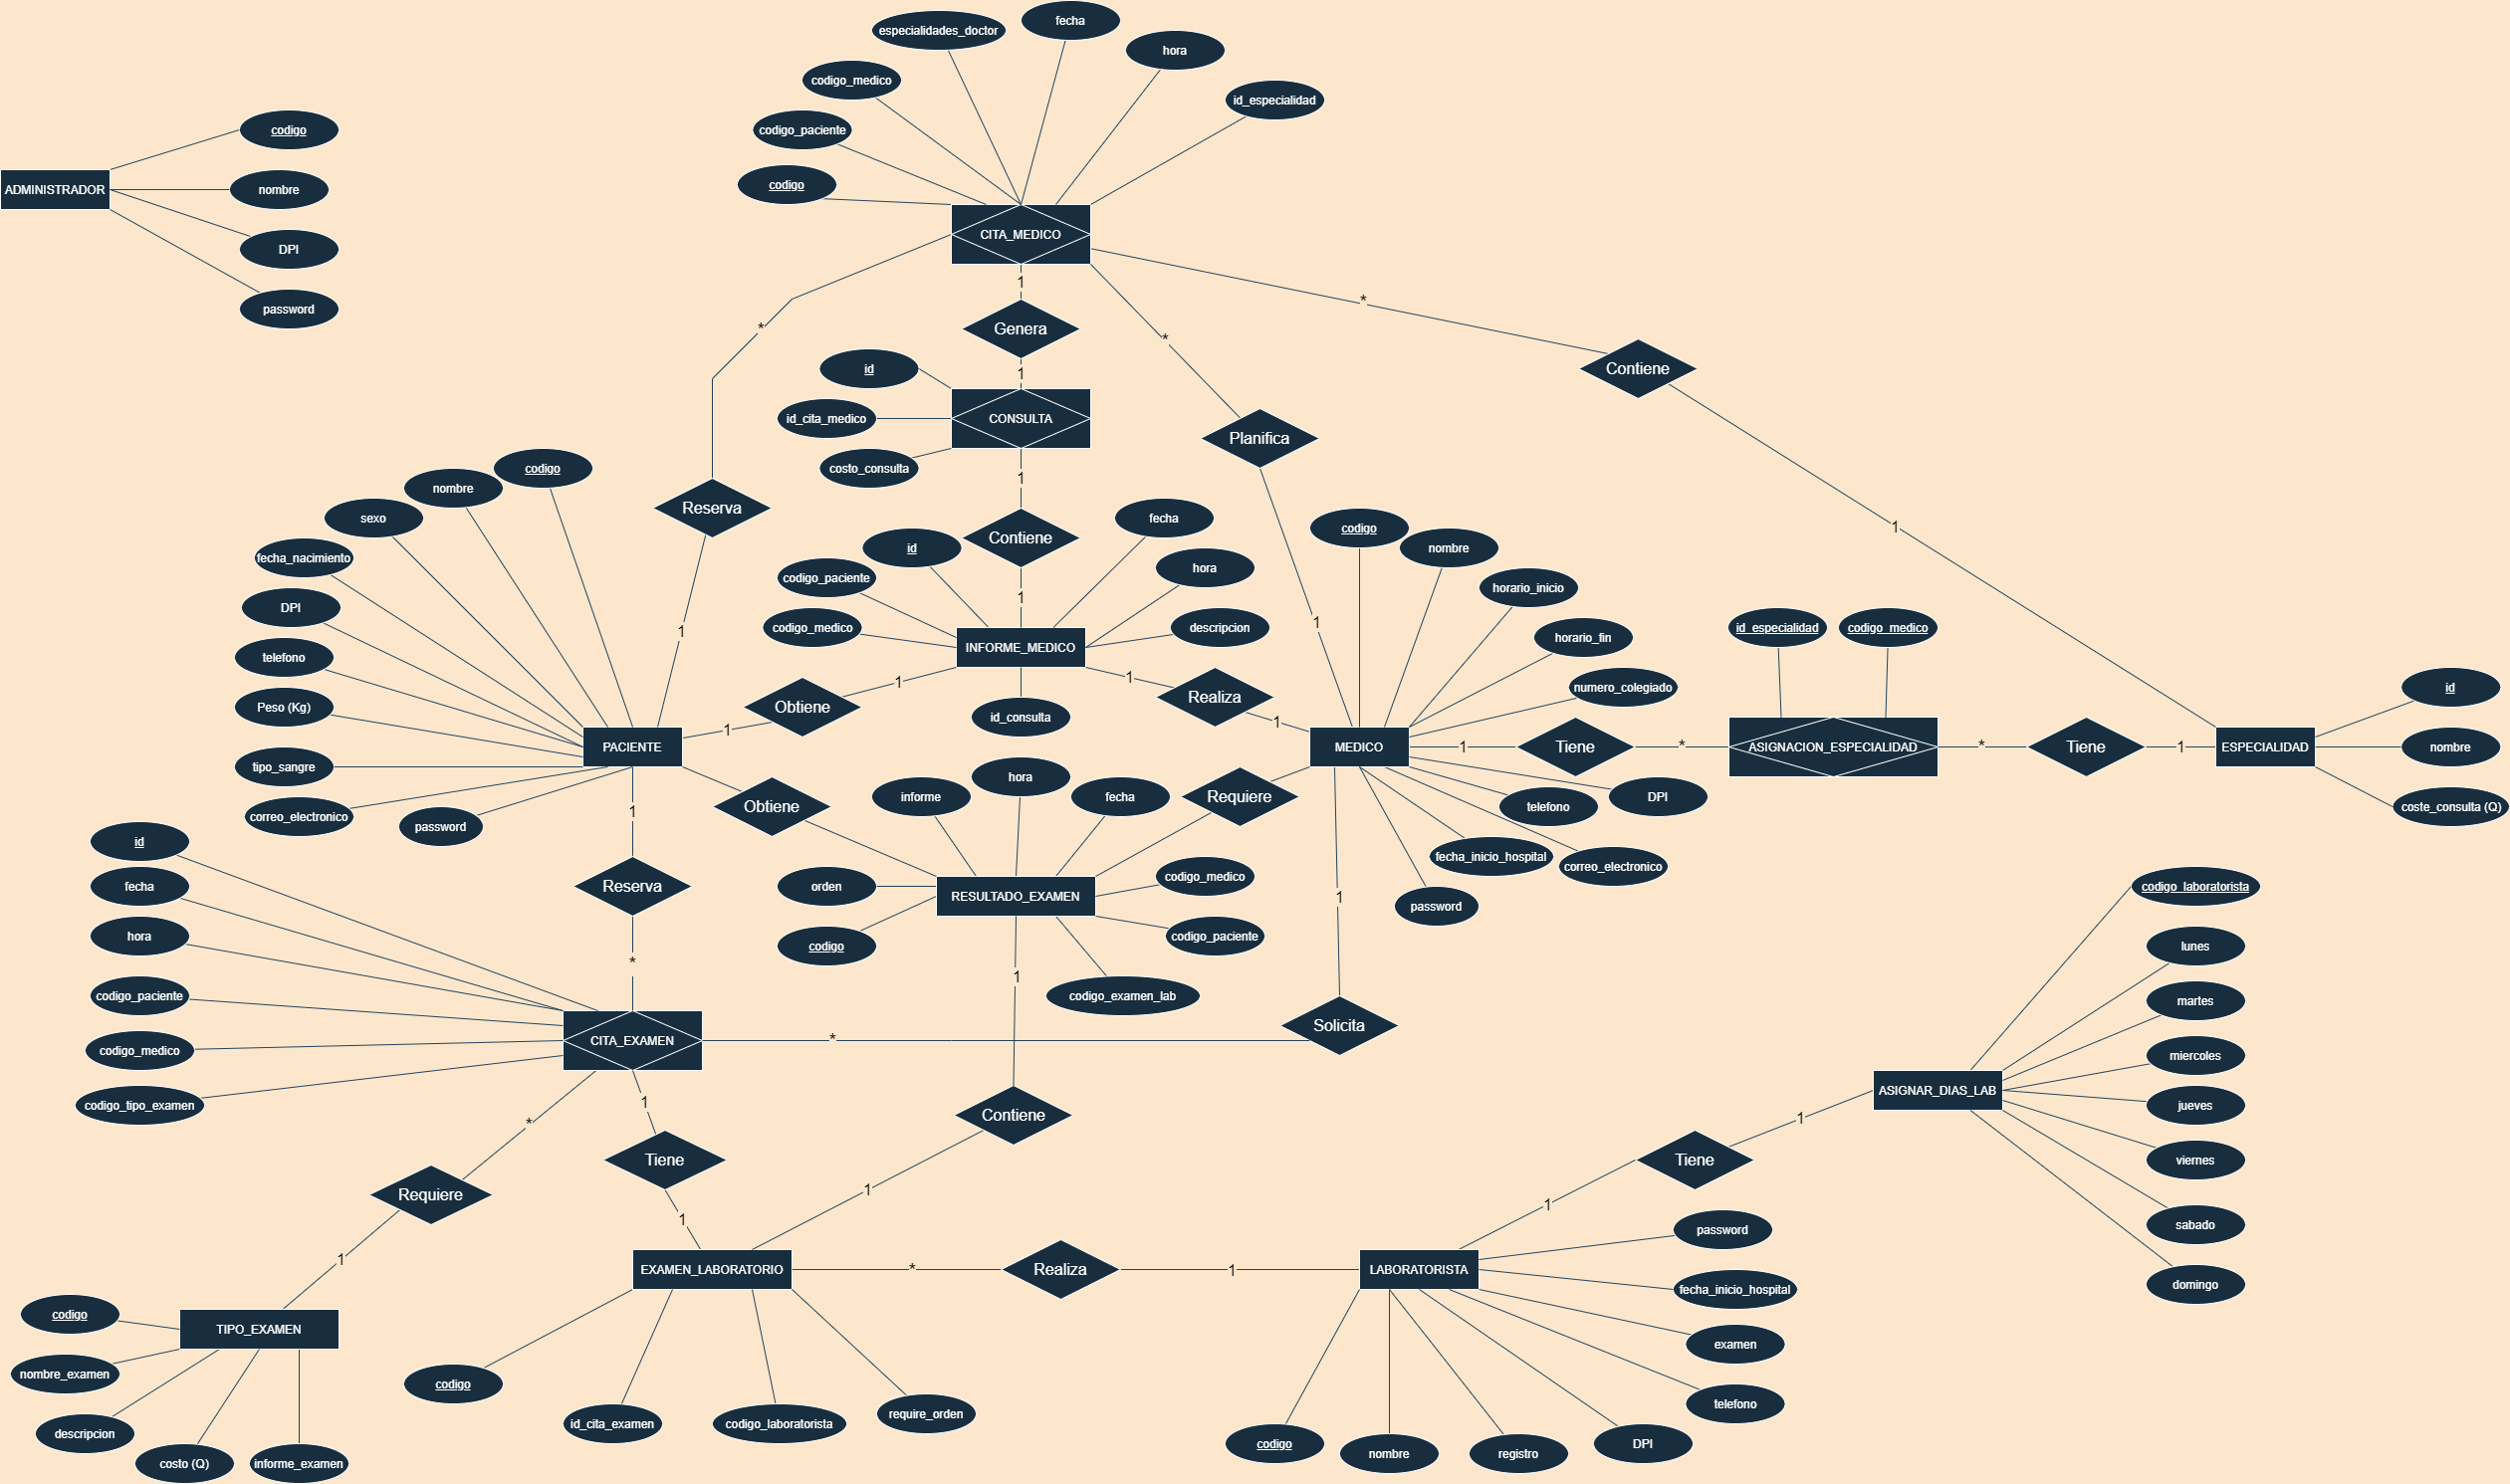 fecha
especialidades_doctor
hora
codigo_medico
id_especialidad
codigo_paciente
codigo
CITA_MEDICO
codigo
ADMINISTRADOR
nombre
DPI
password
*
1
Genera
1
*
*
Contiene
1
id
id_cita_medico
CONSULTA
costo_consulta
Planifica
1
Reserva
1
1
Contiene
1
codigo
nombre
sexo
fecha_nacimiento
DPI
telefono
Peso (Kg)
tipo_sangre
correo_electronico
password
PACIENTE
fecha
id
hora
codigo_paciente
codigo_medico
descripcion
INFORME_MEDICO
id_consulta
1
Obtiene
1
1
Realiza
1
codigo
nombre
horario_inicio
horario_fin
numero_colegiado
MEDICO
DPI
telefono
fecha_inicio_hospital
correo_electronico
password
1
Tiene
*
id_especialidad
codigo_medico
ASIGNACION_ESPECIALIDAD
*
Tiene
1
ESPECIALIDAD
id
nombre
coste_consulta (Q)
Obtiene
Requiere
hora
informe
fecha
orden
RESULTADO_EXAMEN
codigo_medico
codigo
codigo_paciente
codigo_examen_lab
1
Reserva
*
1
1
Solicita
*
id
fecha
hora
codigo_paciente
codigo_medico
codigo_tipo_examen
CITA_EXAMEN
*
Requiere
1
1
Tiene
1
Contiene
1
codigo_laboratorista
lunes
martes
miercoles
ASIGNAR_DIAS_LAB
jueves
viernes
sabado
domingo
1
Tiene
1
EXAMEN_LABORATORIO
*
Realiza
1
LABORATORISTA
password
fecha_inicio_hospital
examen
telefono
DPI
registro
nombre
codigo
codigo
TIPO_EXAMEN
nombre_examen
descripcion
costo (Q)
informe_examen
codigo
id_cita_examen
codigo_laboratorista
require_orden